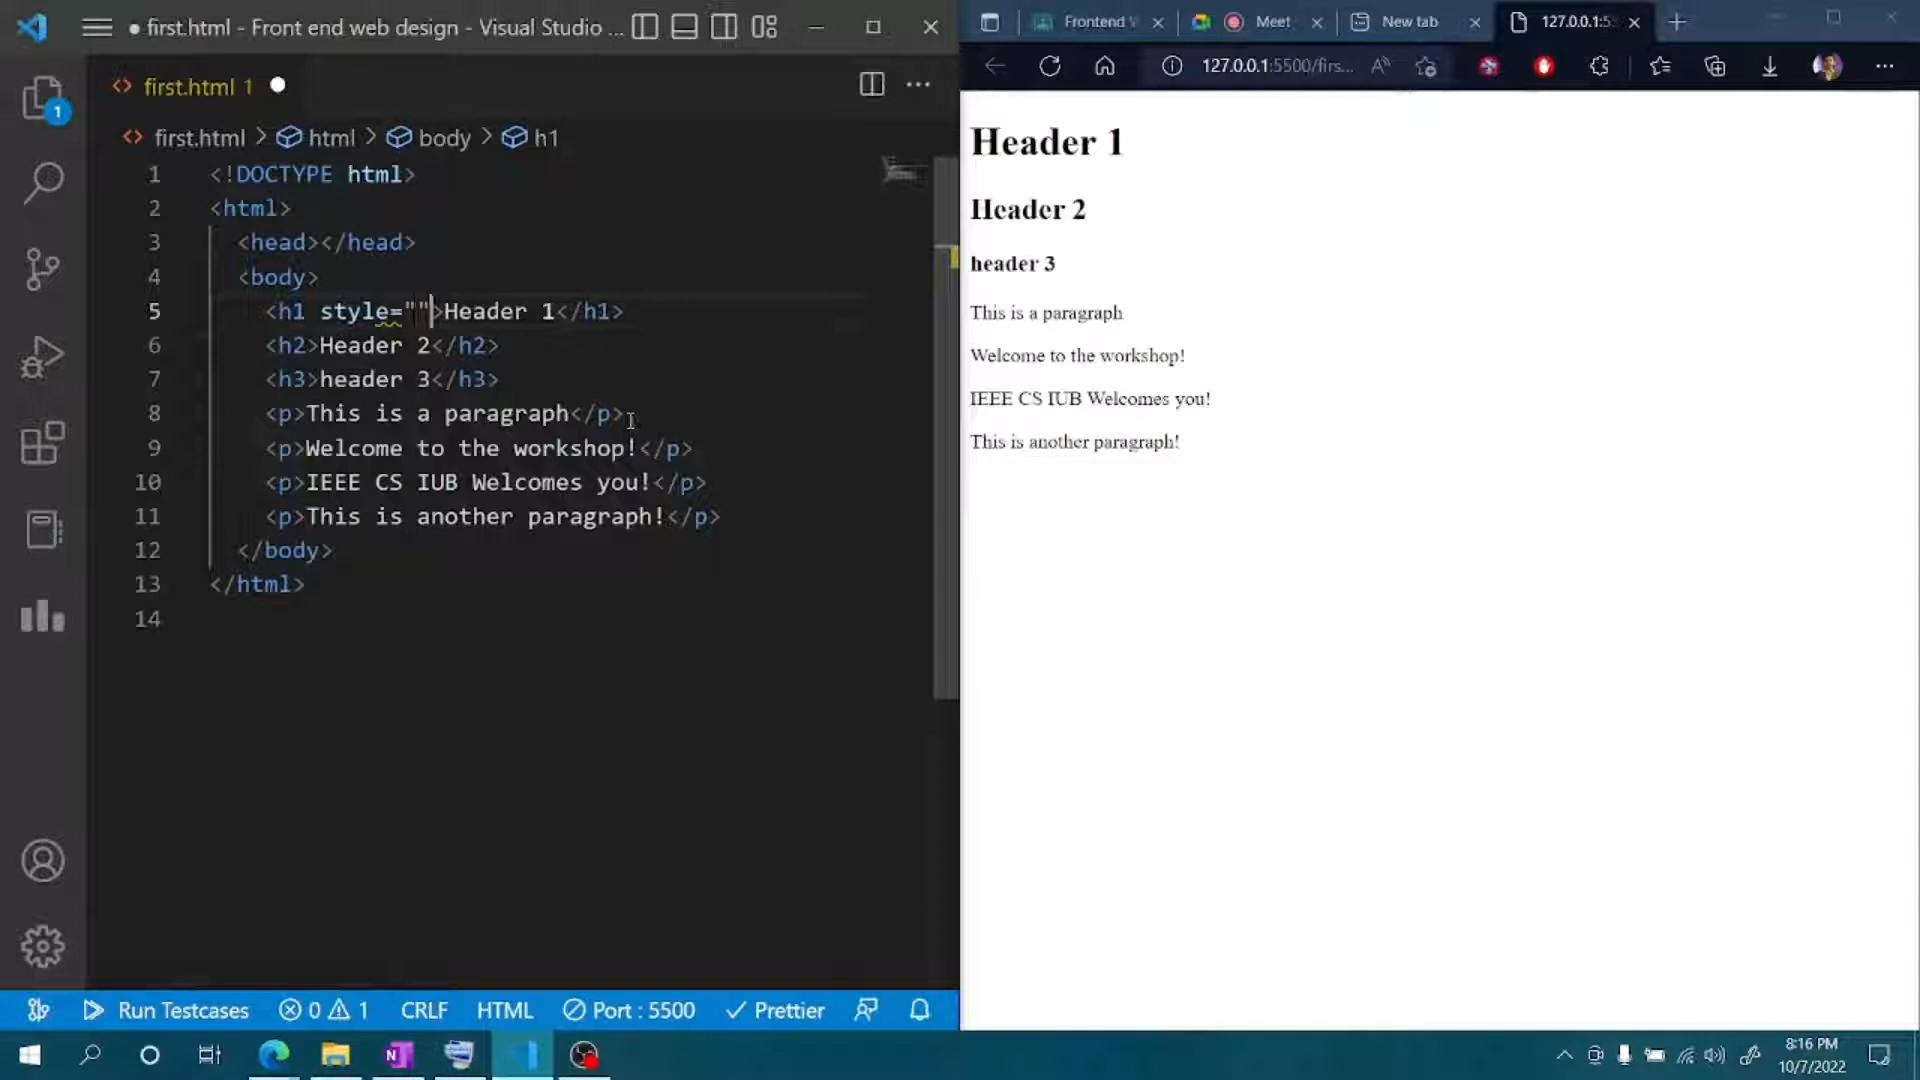 first.html - Front end web design - Visual Studio ...
first.html 1
first.html > html > body > h1
1 <!DOCTYPE html>
2 <html>
3 <head></head>
4 <body>
5 <h1 style="">Header 1</h1>
6 <h2>Header 2</h2>
7 <h3>header 3</h3>
8 <p>This is a paragraph</p>
9 <p>Welcome to the workshop!</p>
10 <p>IEEE CS IUB Welcomes you!</p>
11 <p>This is another paragraph!</p>
12 </body>
13 </html>
14
1
Run Testcases 0 1 CRLF HTML Port : 5500 Prettier
Frontend Meet New tab 127.0.0.1:5
127.0.0.1:5500/firs...
Header 1
Header 2
header 3
This is a paragraph
Welcome to the workshop!
IEEE CS IUB Welcomes you!
This is another paragraph!
8:16 PM
10/7/2022